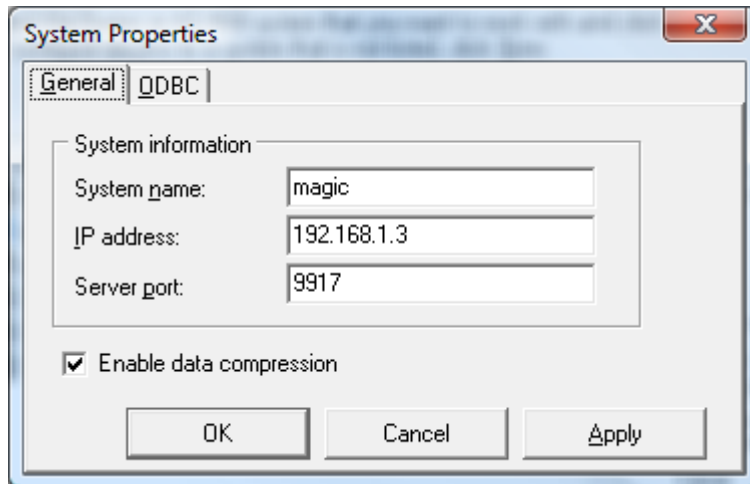 System Properties
General ODBC
System information
System name: magic
IP address: 192.168.1.3
Server port: 9917
Enable data compression
OK Cancel Apply